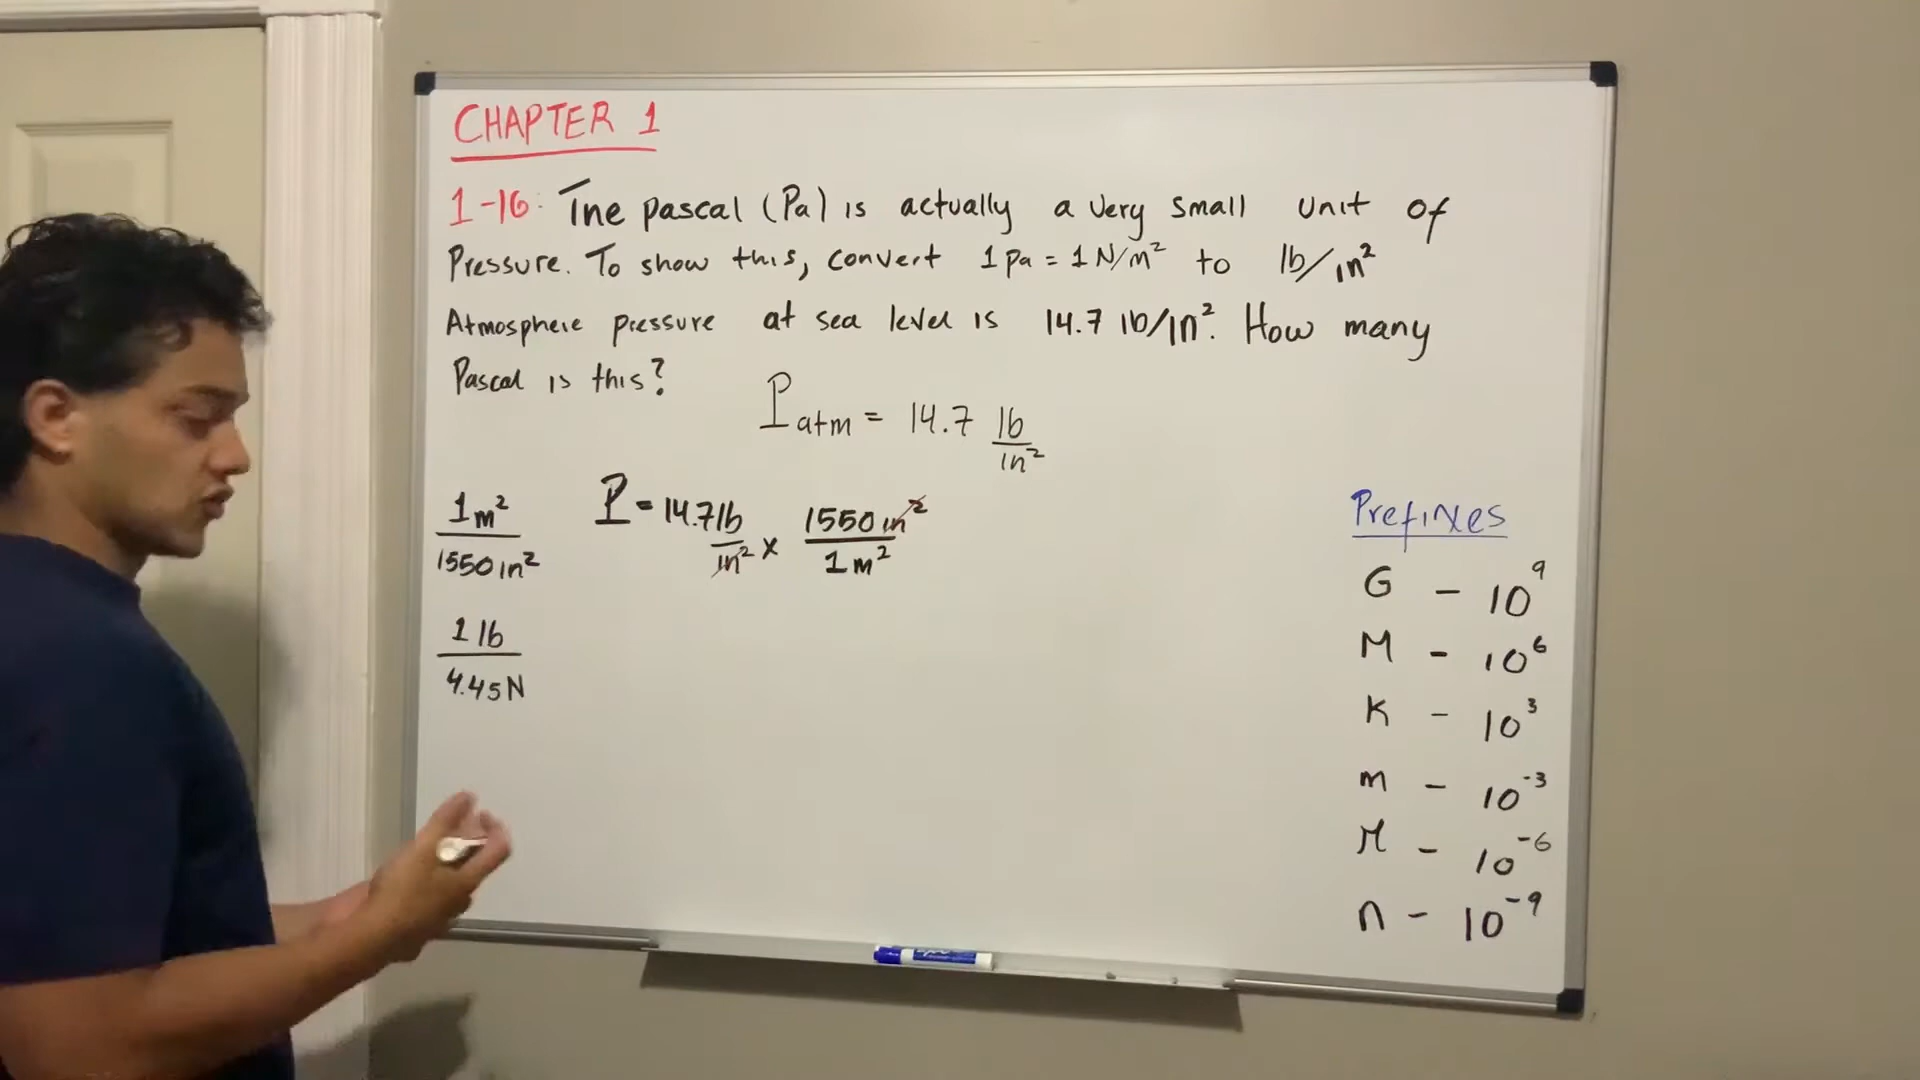 CHAPTER 1
1-16: The pascal (Pa) is actually a very small unit of
Pressure. To show this, convert 1 pa = 1 N/m² to lb/in²
Atmosphere pressure at sea level is 14.7 lb/in². How many
Pascal is this?
P atm = 14.7 lb/in²
1 m² / 1550 in²
P = 14.7 lb/in² × 1550 in² / 1 m²
1 lb / 4.45 N
Prefixes
G - 10⁹
M - 10⁶
K - 10³
m - 10⁻³
μ - 10⁻⁶
n - 10⁻⁹